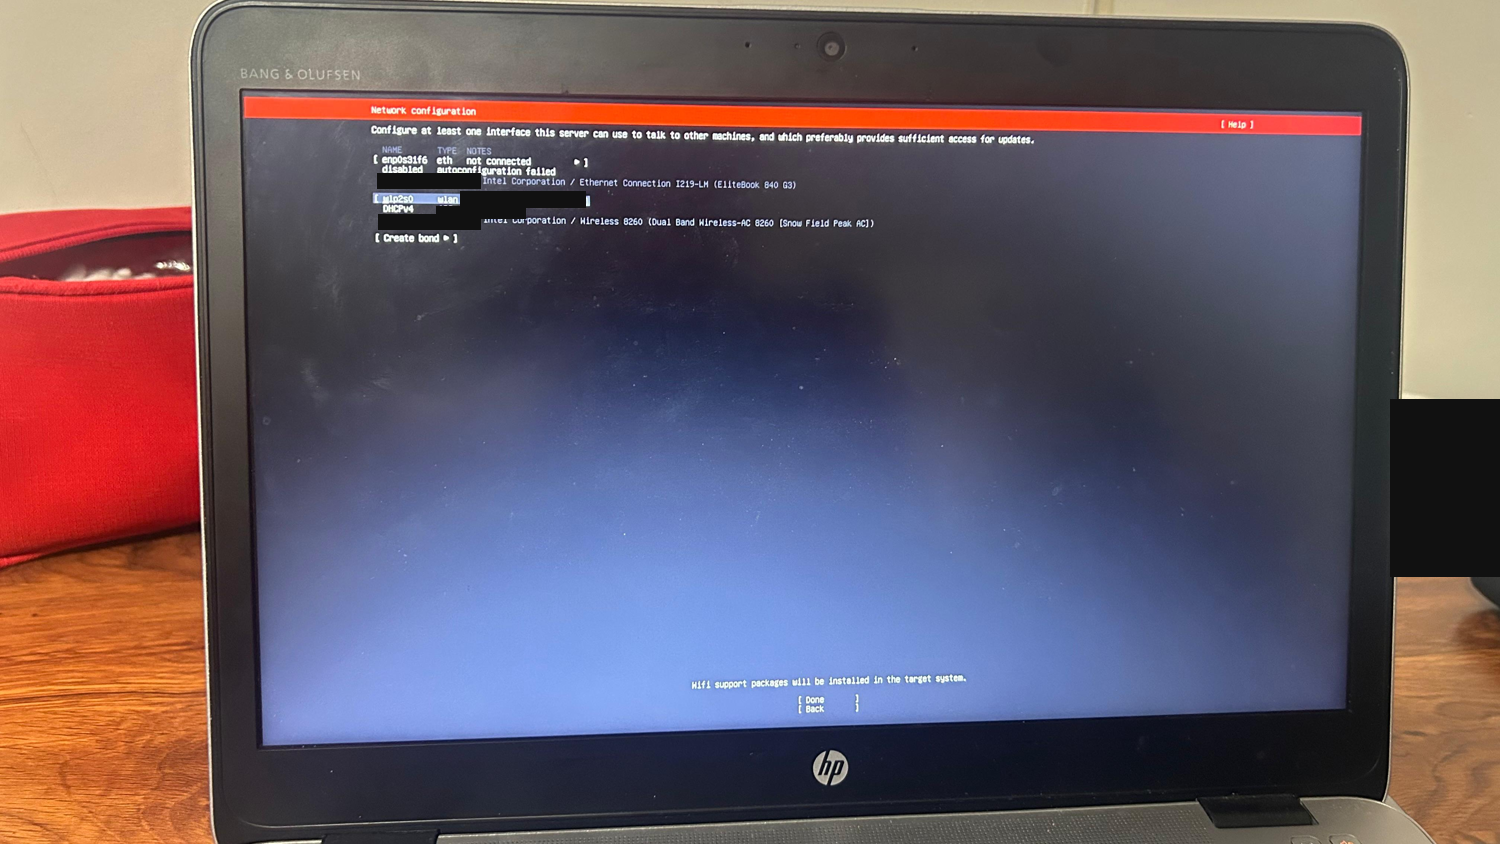 BANG & OLUFSEN
Network configuration
[ Help ]
Configure at least one interface this server can use to talk to other machines, and which preferably provides sufficient access for updates.
NAME TYPE NOTES
[ enp0s31f6 eth not connected ▸ ]
disabled autoconfiguration failed
Intel Corporation / Ethernet Connection I219-LM (EliteBook 840 G3)
[ wlp2s0 wlan
DHCPv4
Intel Corporation / Wireless 8260 (Dual Band Wireless-AC 8260 [Snow Field Peak AC])
[ Create bond ▸ ]
Wifi support packages will be installed in the target system.
[ Done ]
[ Back ]
hp